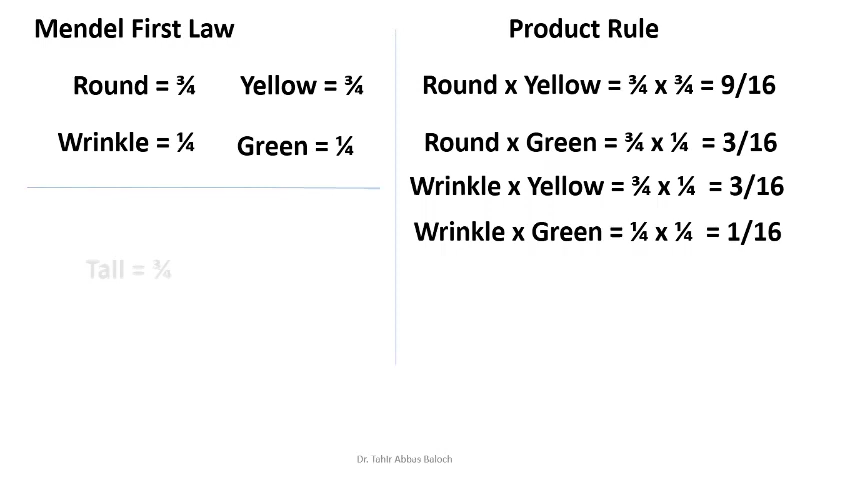 Mendel First Law
Round = ¾ Yellow = ¾
Wrinkle = ¼ Green = ¼
Tall = ¾
Product Rule
Round x Yellow = ¾ x ¾ = 9/16
Round x Green = ¾ x ¼ = 3/16
Wrinkle x Yellow = ¾ x ¼ = 3/16
Wrinkle x Green = ¼ x ¼ = 1/16
Dr. Tahir Abbas Baloch